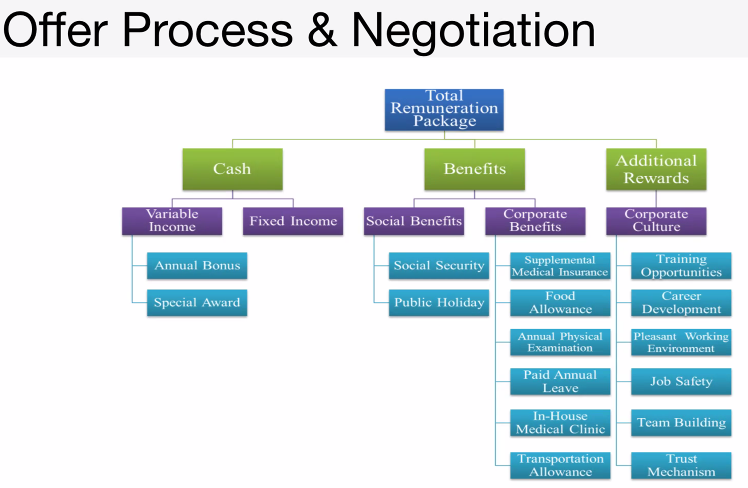 Offer Process & Negotiation
Total
Remuneration
Package
Cash
Benefits
Additional
Rewards
Variable
Income
Fixed Income
Social Benefits
Corporate
Benefits
Corporate
Culture
Annual Bonus
Special Award
Social Security
Public Holiday
Supplemental
Medical Insurance
Food
Allowance
Annual Physical
Examination
Paid Annual
Leave
In-House
Medical Clinic
Transportation
Allowance
Training
Opportunities
Career
Development
Pleasant Working
Environment
Job Safety
Team Building
Trust
Mechanism